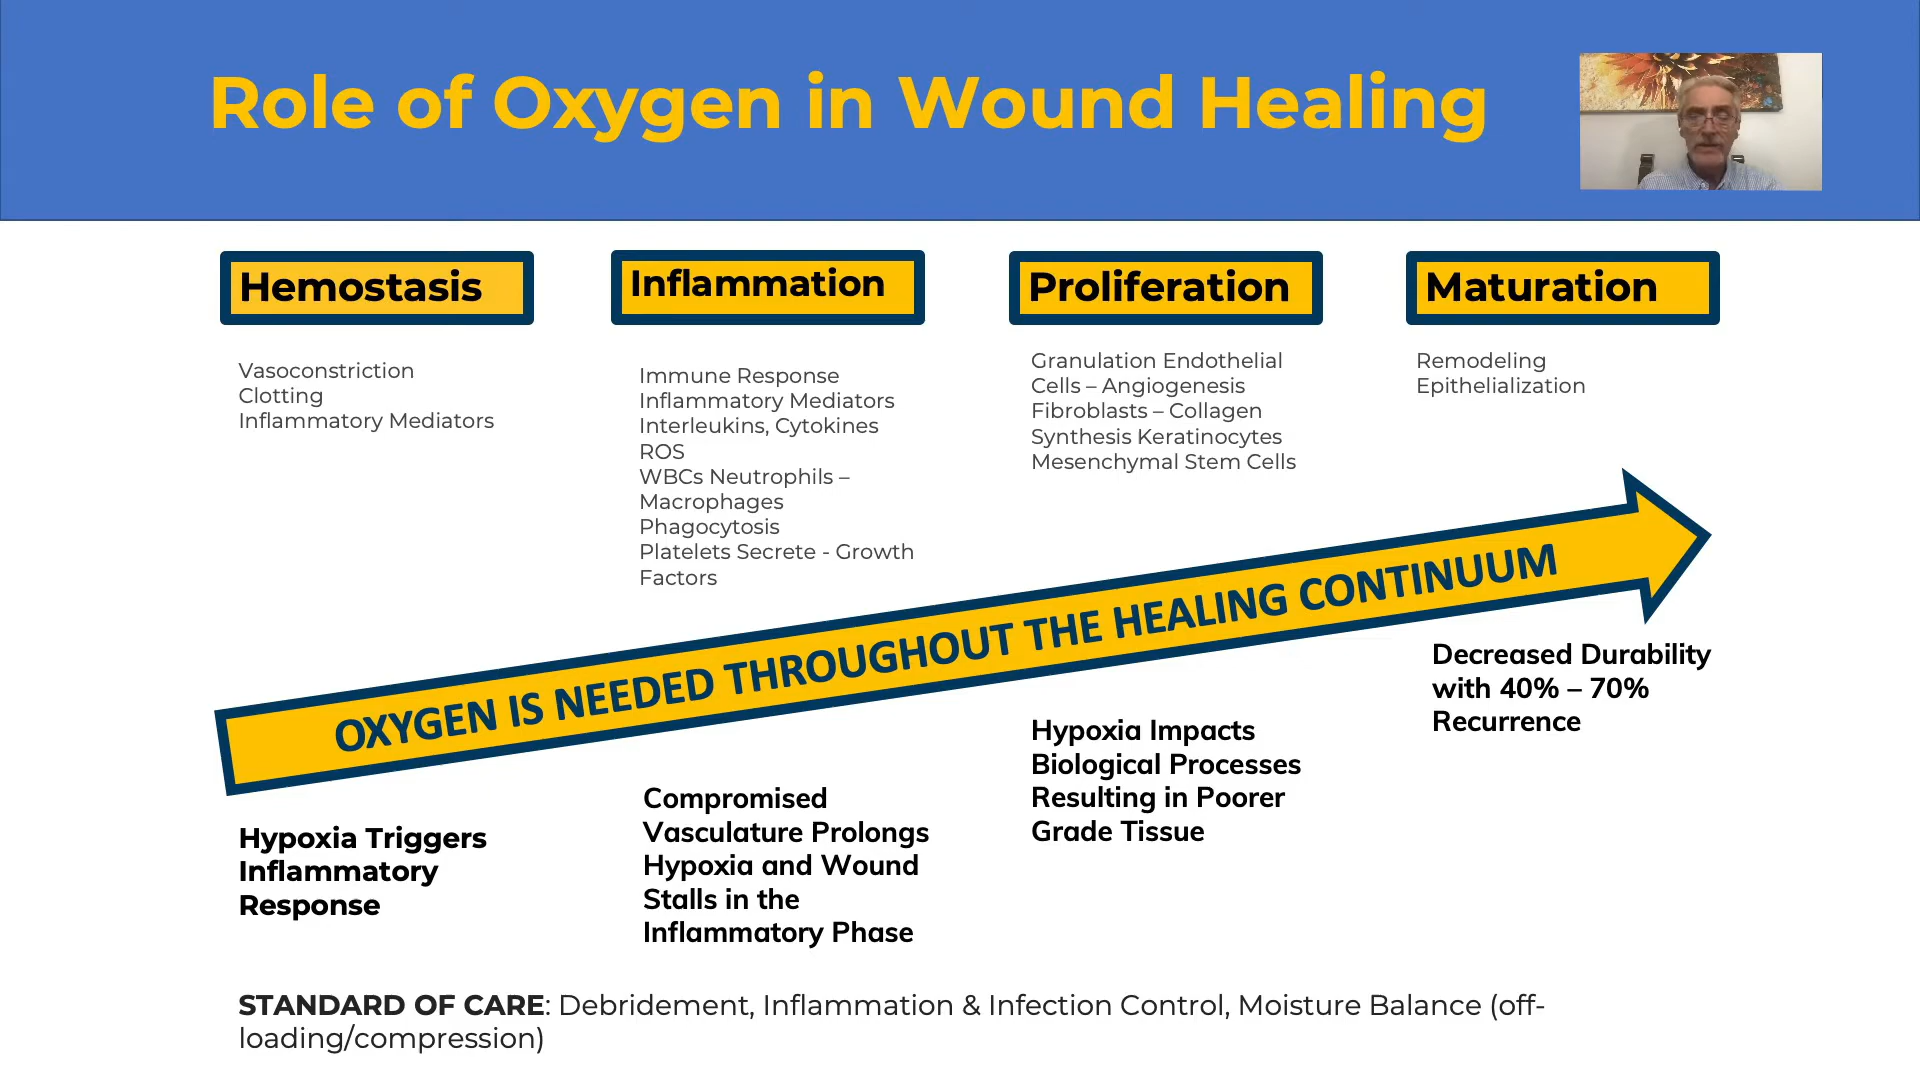 Role of Oxygen in Wound Healing
Hemostasis
Vasoconstriction
Clotting
Inflammatory Mediators
Inflammation
Immune Response
Inflammatory Mediators
Interleukins, Cytokines
ROS
WBCs Neutrophils –
Macrophages
Phagocytosis
Platelets Secrete - Growth
Factors
Proliferation
Granulation Endothelial
Cells – Angiogenesis
Fibroblasts – Collagen
Synthesis Keratinocytes
Mesenchymal Stem Cells
Maturation
Remodeling
Epithelialization
OXYGEN IS NEEDED THROUGHOUT THE HEALING CONTINUUM
Hypoxia Triggers
Inflammatory
Response
Compromised
Vasculature Prolongs
Hypoxia and Wound
Stalls in the
Inflammatory Phase
Hypoxia Impacts
Biological Processes
Resulting in Poorer
Grade Tissue
Decreased Durability
with 40% – 70%
Recurrence
STANDARD OF CARE: Debridement, Inflammation & Infection Control, Moisture Balance (off-
loading/compression)